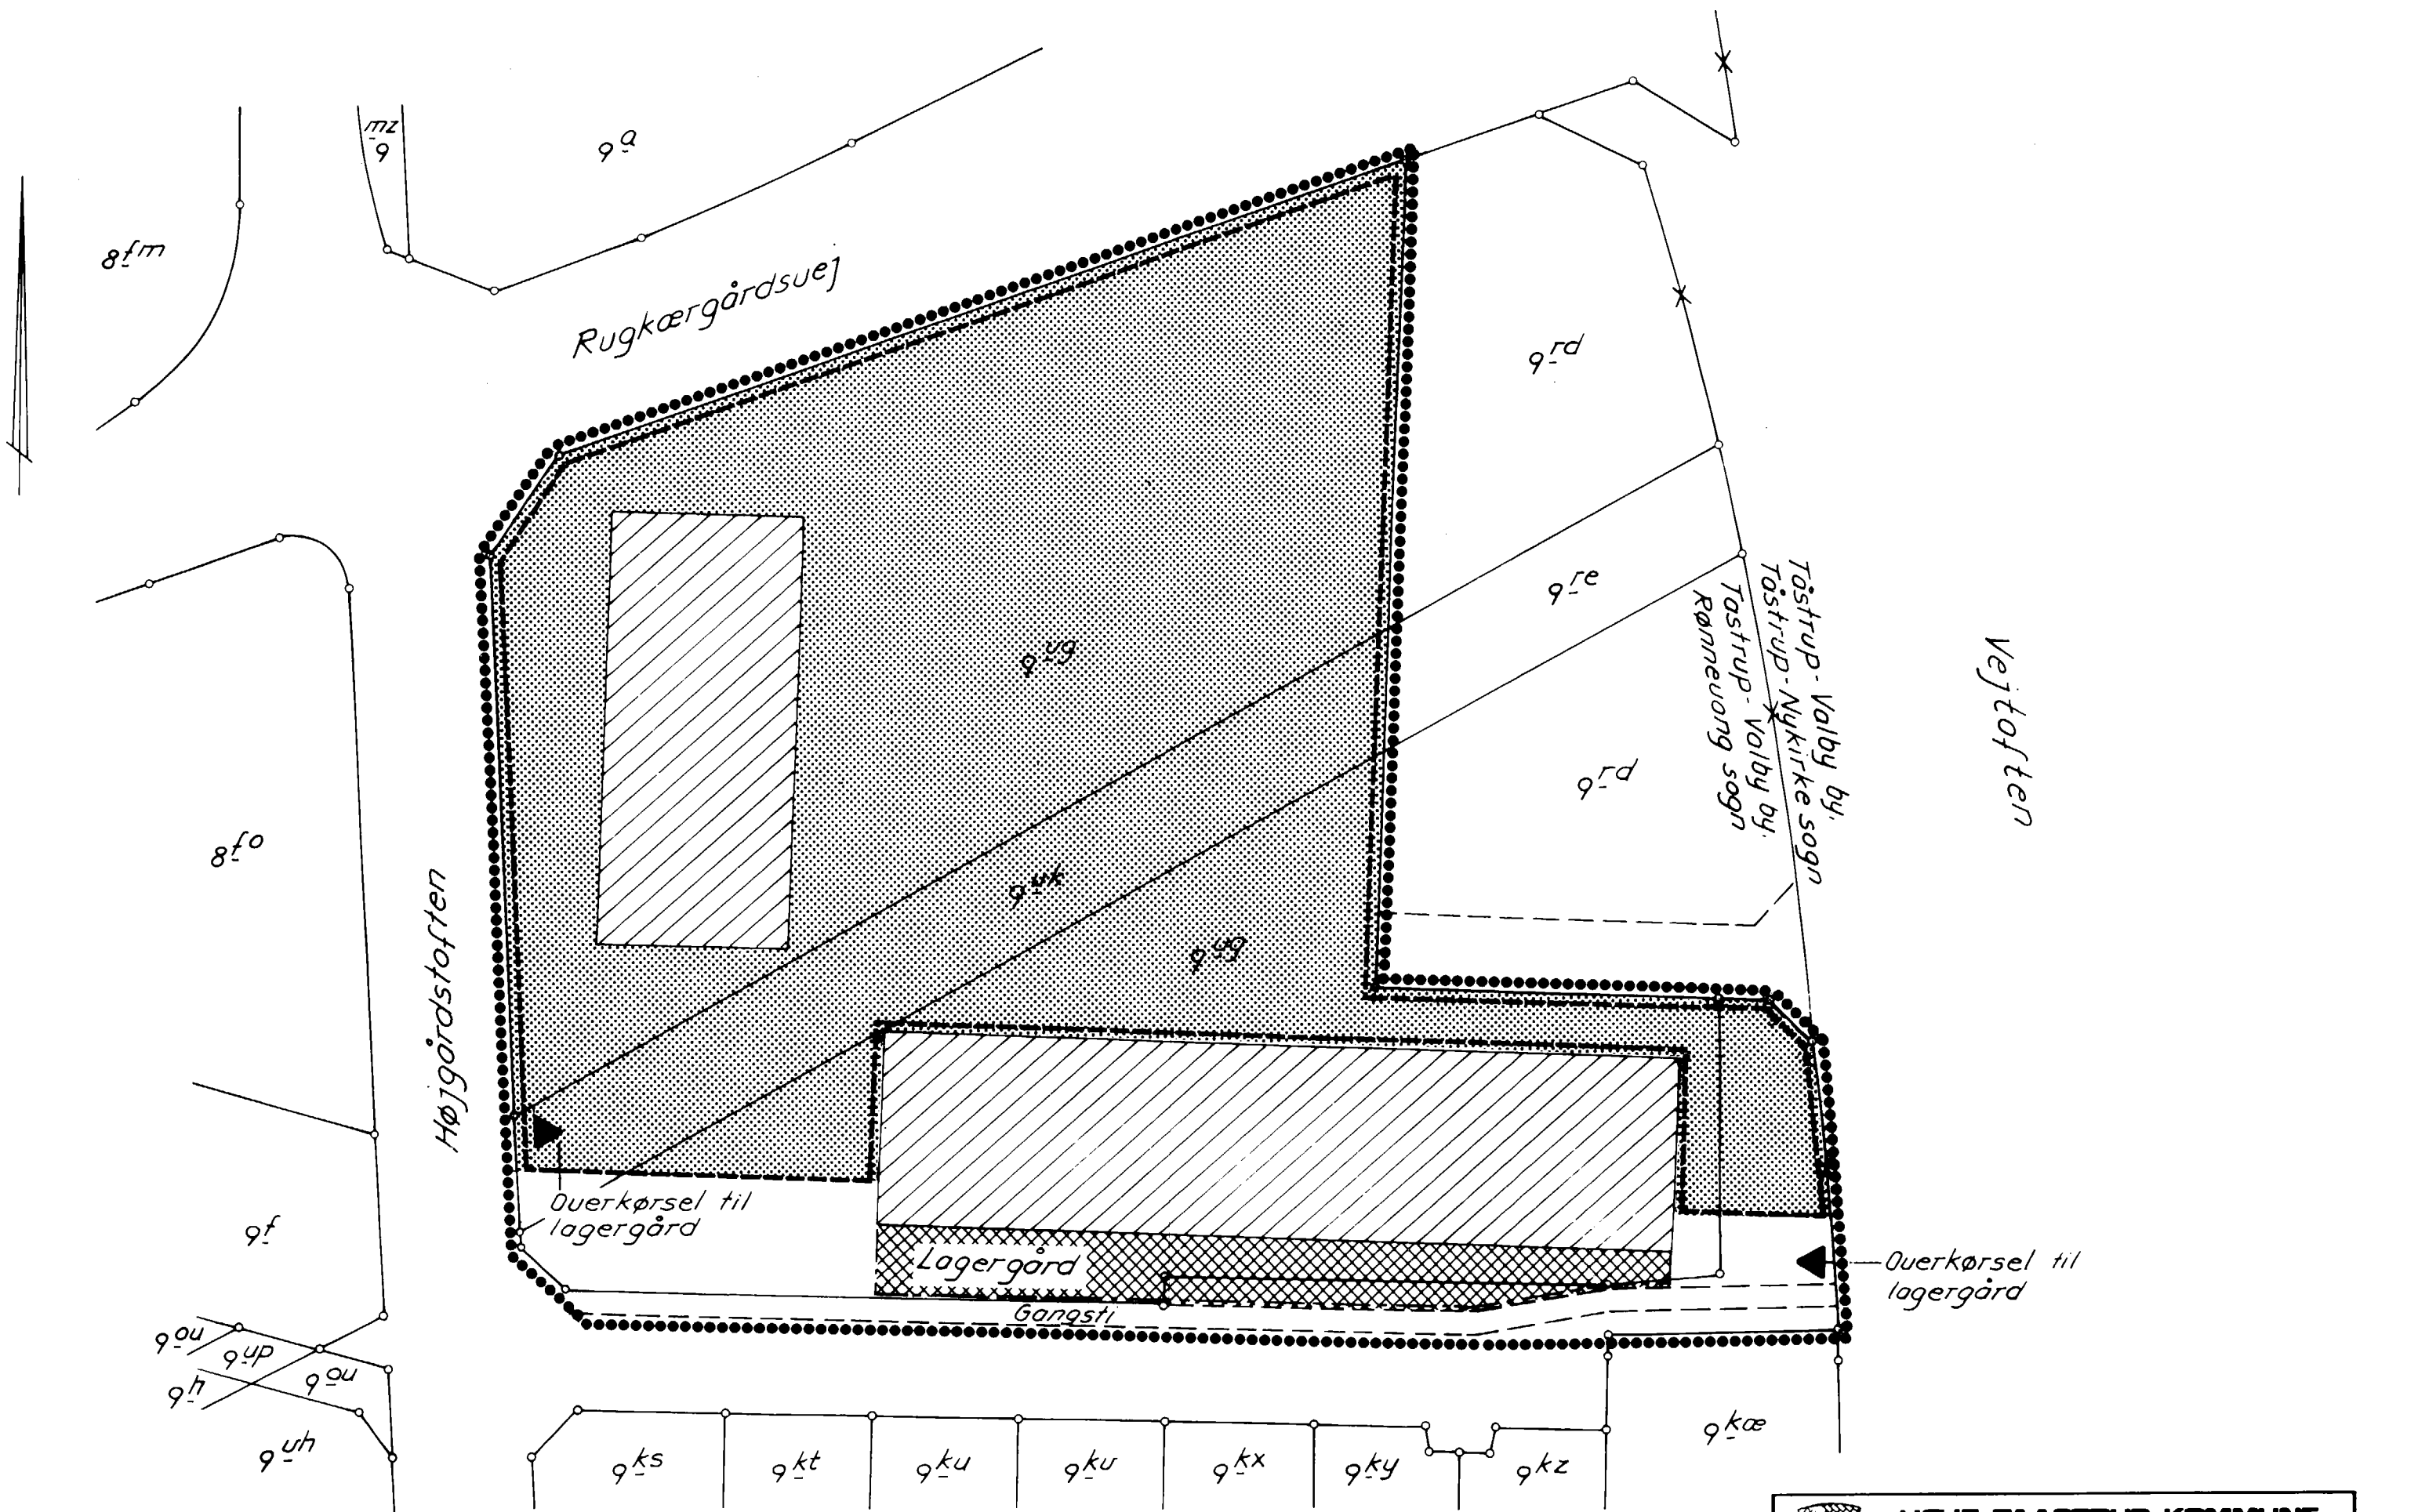 mz
9
9a
8fm
Rugkærgårdsvej
9rd
9re
9ug
Tåstrup-Valby by,
Tåstrup-Nykirke sogn
Tåstrup-Valby by,
Rønnevang sogn
Vejtoften
9rd
8fo
9uk
9ug
Højgårdstoften
Overkørsel til
lagergård
9f
Lagergård
Overkørsel til
lagergård
Gangsti
9ou
9up
9ou
9h
9uh
9kæ
9ks
9kt
9ku
9kv
9kx
9ky
9kz